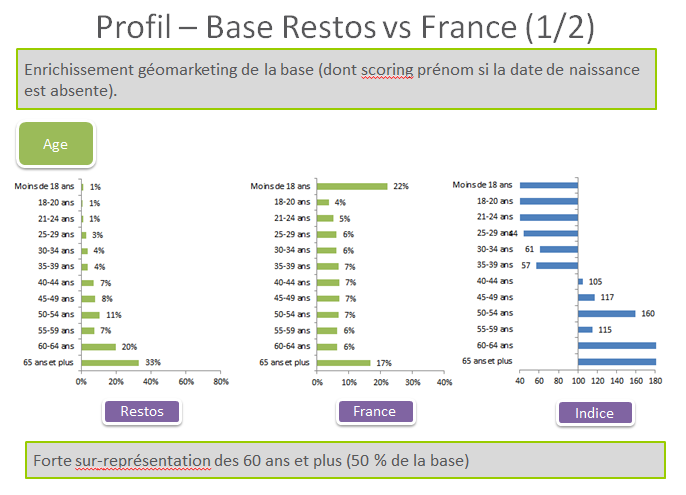 Profil – Base Restos vs France (1/2)
Enrichissement géomarketing de la base (dont scoring prénom si la date de naissance
est absente).
Age
Moins de 18 ans 1%
18-20 ans 1%
21-24 ans 1%
25-29 ans 3%
30-34 ans 4%
35-39 ans 4%
40-44 ans 7%
45-49 ans 8%
50-54 ans 11%
55-59 ans 7%
60-64 ans 20%
65 ans et plus 33%
0% 20% 40% 60% 80%
Restos
Moins de 18 ans 22%
18-20 ans 4%
21-24 ans 5%
25-29 ans 6%
30-34 ans 6%
35-39 ans 7%
40-44 ans 7%
45-49 ans 7%
50-54 ans 7%
55-59 ans 6%
60-64 ans 6%
65 ans et plus 17%
0% 10% 20% 30% 40%
France
Moins de 18 ans
18-20 ans
21-24 ans
25-29 ans 44
30-34 ans 61
35-39 ans 57
40-44 ans 105
45-49 ans 117
50-54 ans 160
55-59 ans 115
60-64 ans
65 ans et plus
40 60 80 100 120 140 160 180
Indice
Forte sur-représentation des 60 ans et plus (50 % de la base)